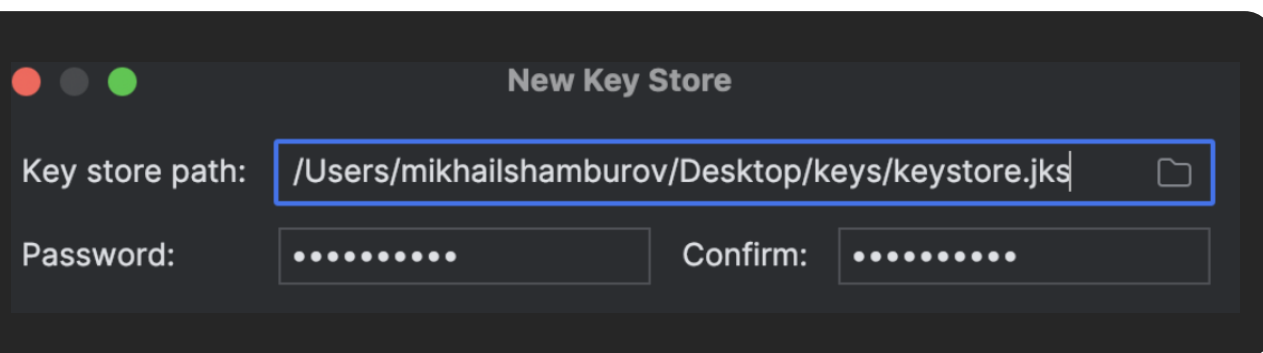 New Key Store
Key store path: /Users/mikhailshamburov/Desktop/keys/keystore.jks
Password: •••••••••• Confirm: ••••••••••